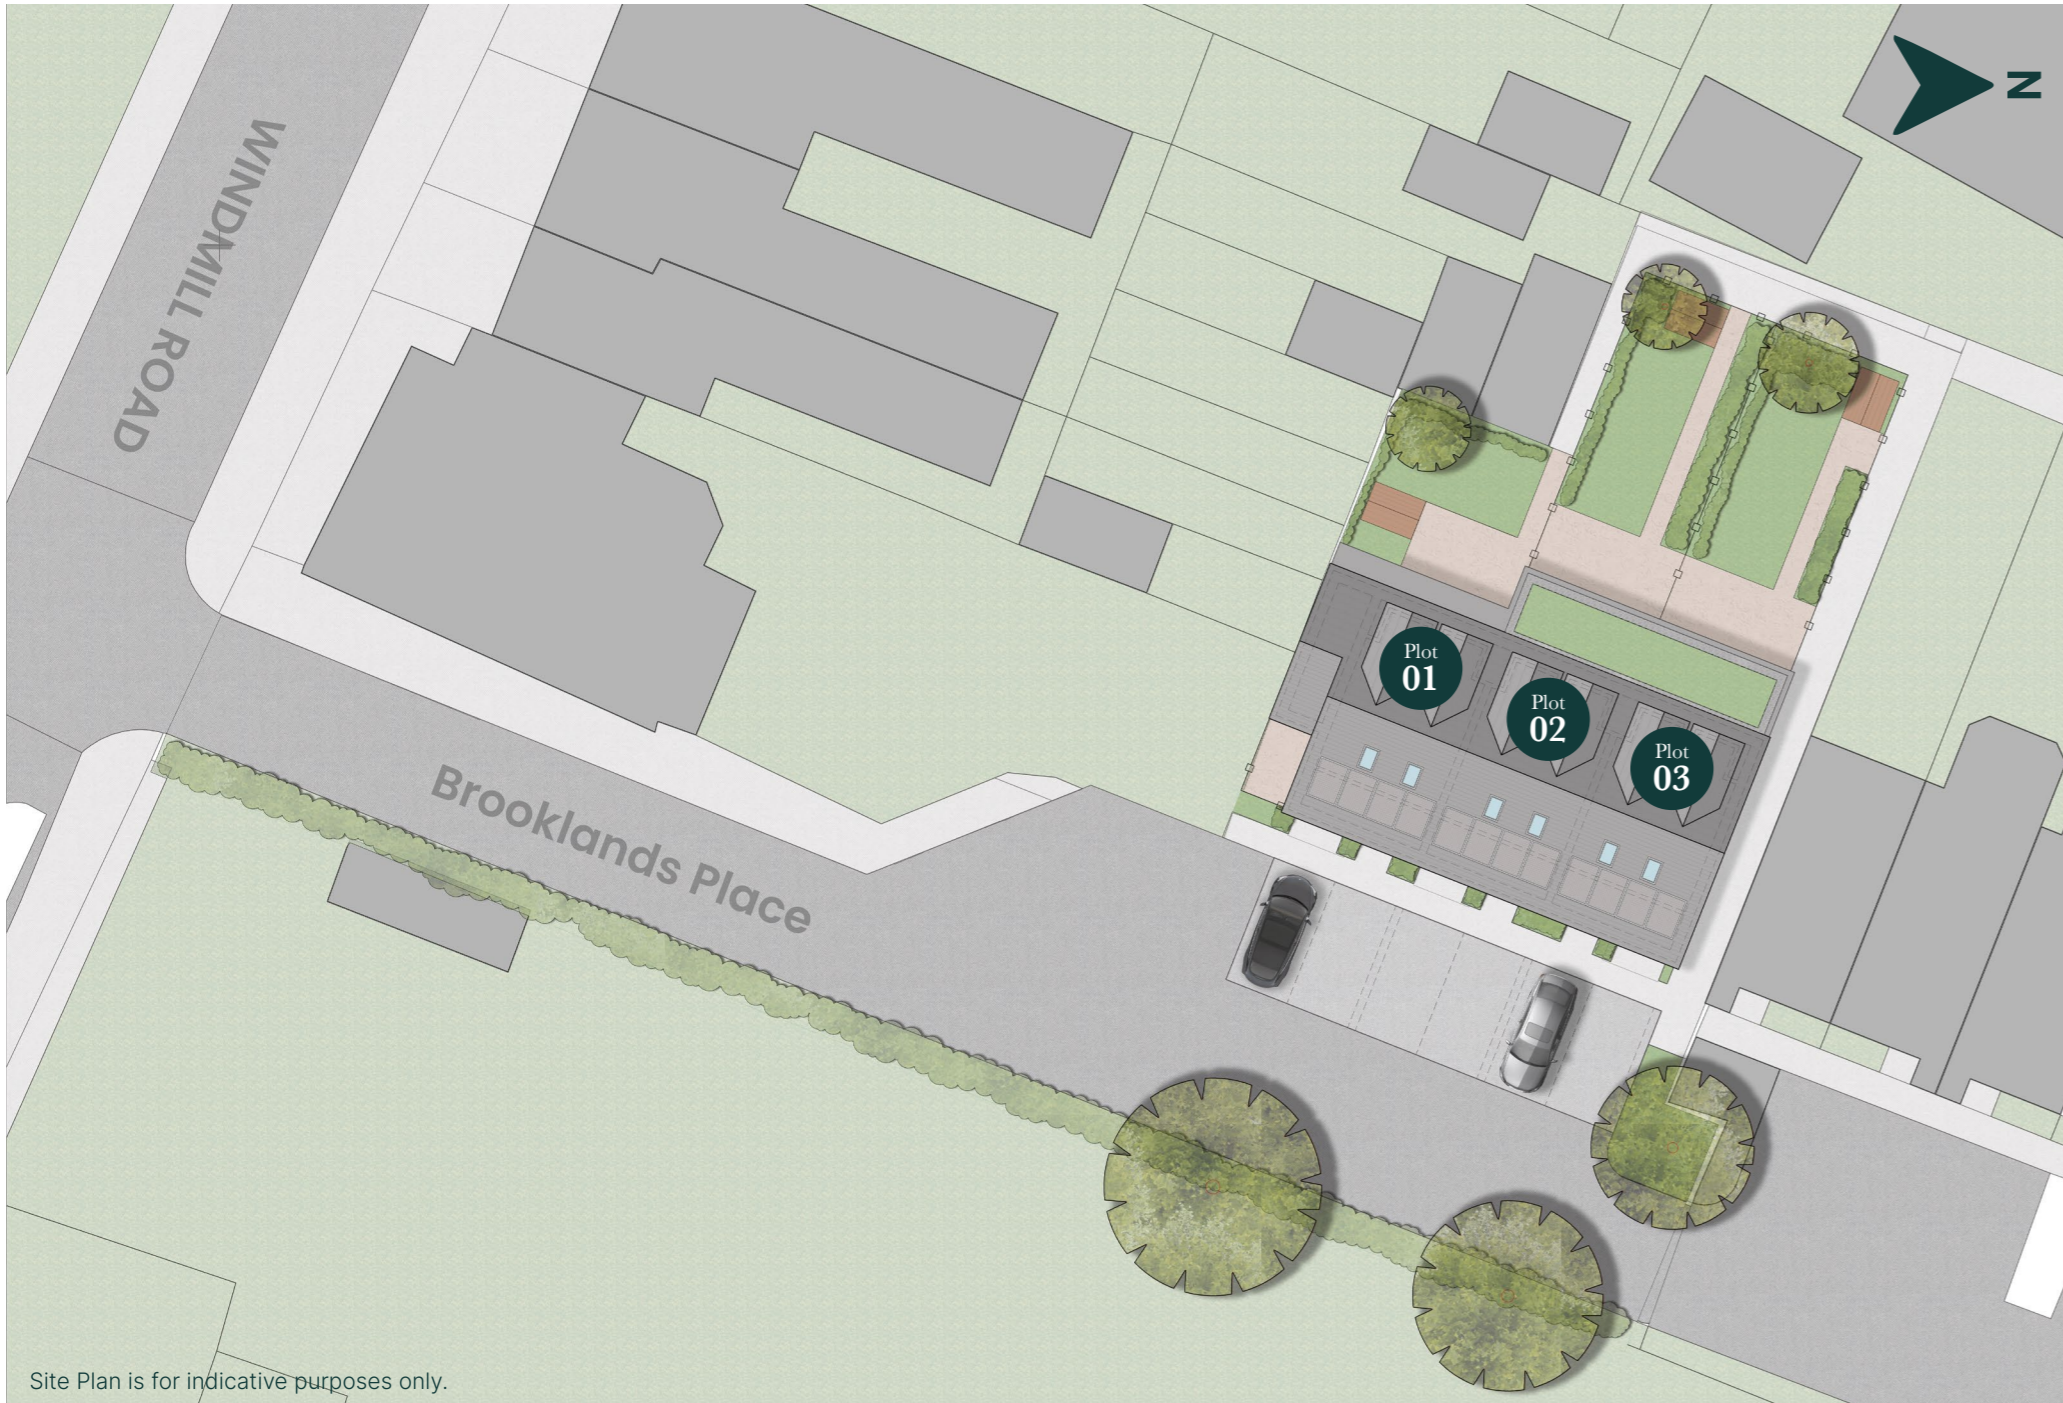 N
WINDMILL ROAD
Plot
01
Plot
02
Plot
03
Brooklands Place
Site Plan is for indicative purposes only.